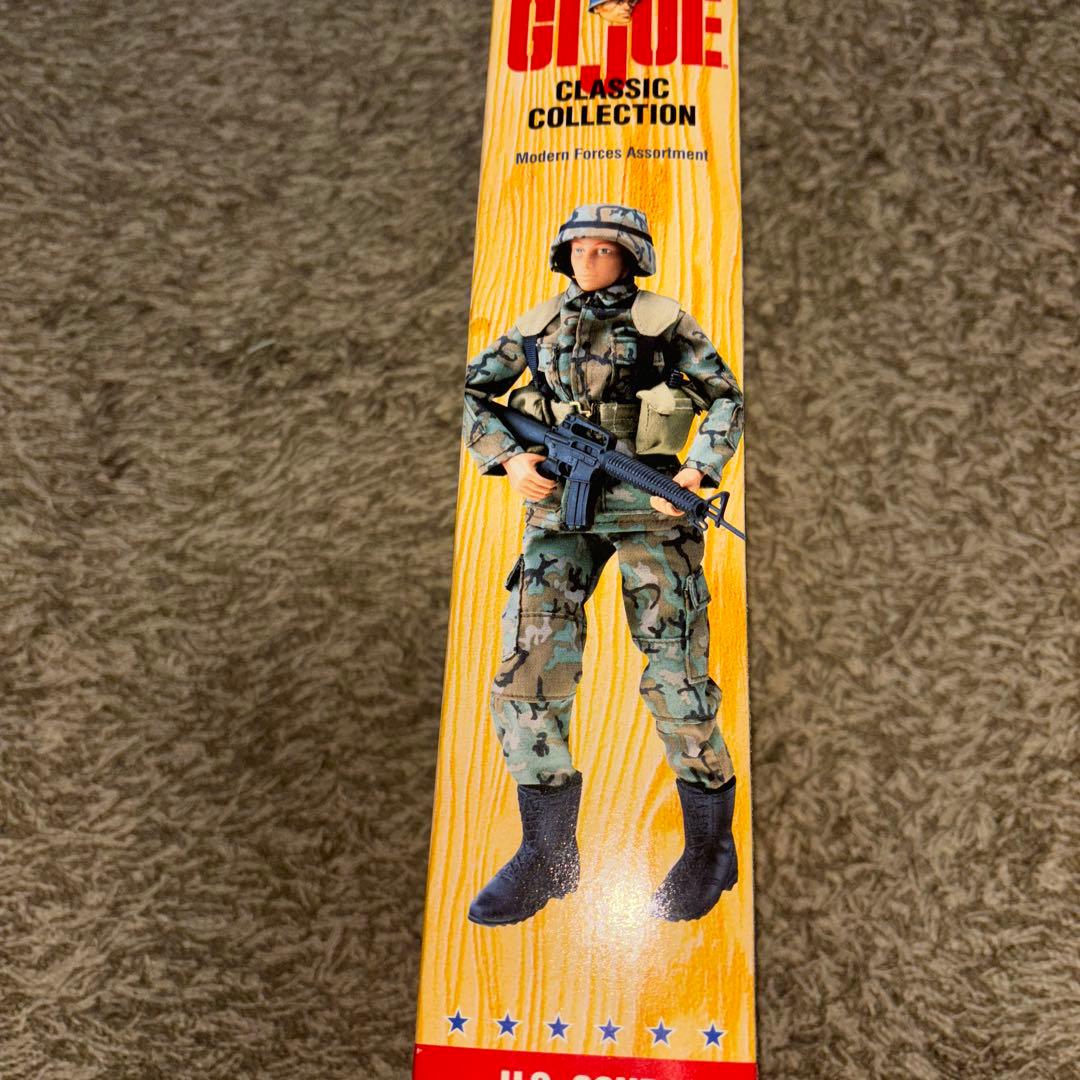 GI JOE
CLASSIC
COLLECTION
Modern Forces Assortment
U.S.